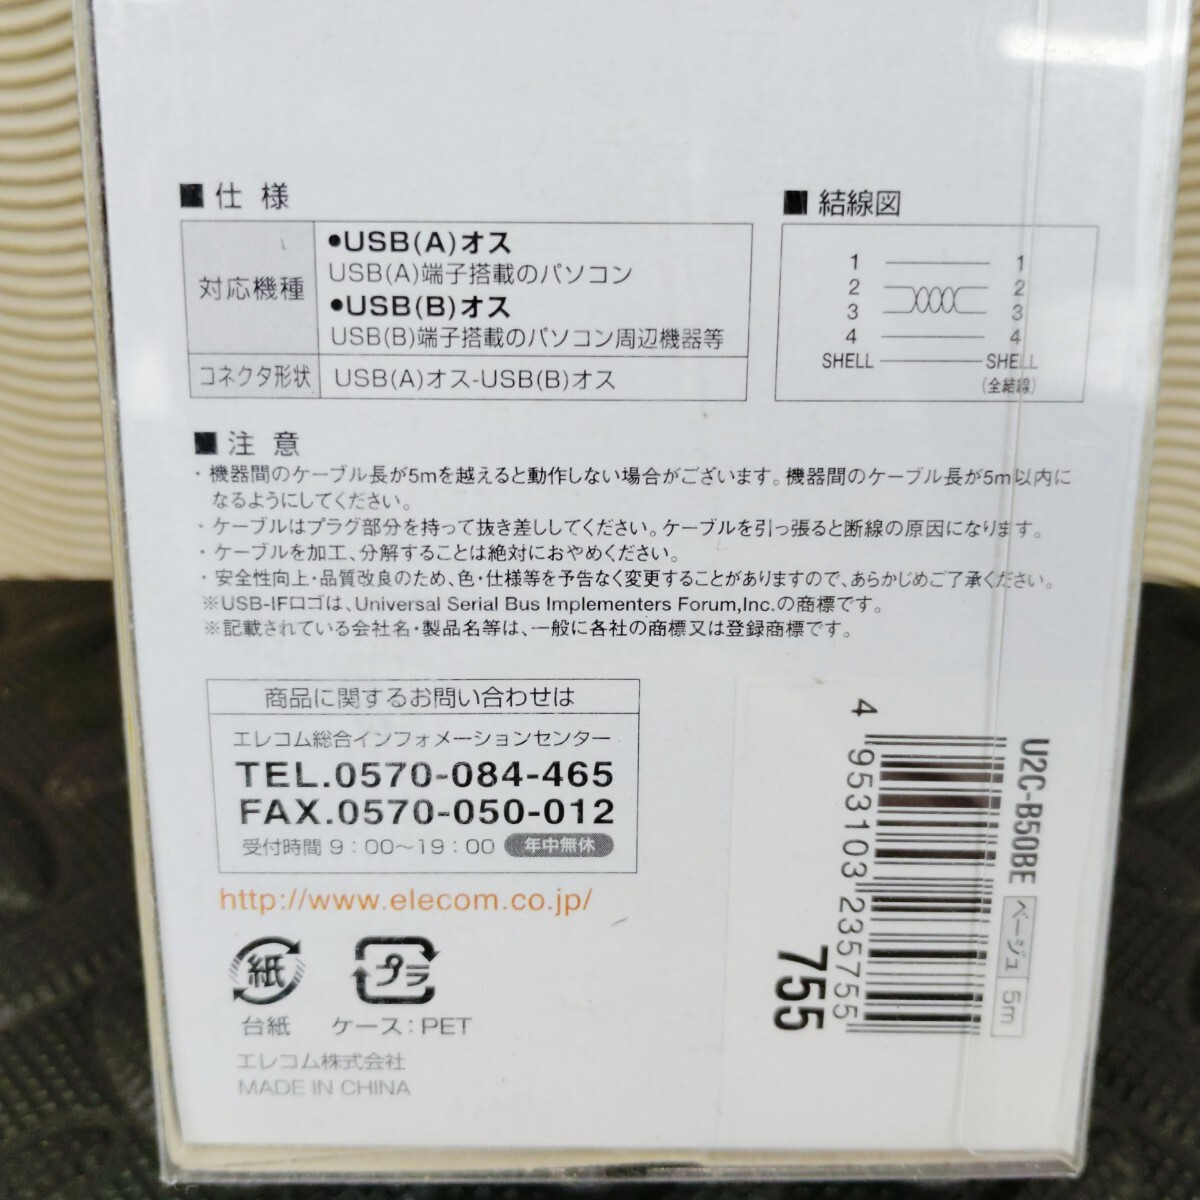 ■ 仕 様
対応機種
●USB(A)オス
USB(A)端子搭載のパソコン
●USB(B)オス
USB(B)端子搭載のパソコン周辺機器等
コネクタ形状
USB(A)オス-USB(B)オス
■ 結線図
1 1
2 2
3 3
4 4
SHELL SHELL
(全結線)
■ 注 意
・機器間のケーブル長が5mを越えると動作しない場合がございます。機器間のケーブル長が5m以内に
なるようにしてください。
・ケーブルはプラグ部分を持って抜き差ししてください。ケーブルを引っ張ると断線の原因になります。
・ケーブルを加工、分解することは絶対におやめください。
・安全性向上・品質改良のため、色・仕様等を予告なく変更することがありますので、あらかじめご了承ください。
※USB-IFロゴは、Universal Serial Bus Implementers Forum,Inc.の商標です。
※記載されている会社名・製品名等は、一般に各社の商標又は登録商標です。
商品に関するお問い合わせは
エレコム総合インフォメーションセンター
TEL.0570-084-465
FAX.0570-050-012
受付時間 9：00〜19：00 年中無休
http://www.elecom.co.jp/
紙
プラ
台紙
ケース：PET
エレコム株式会社
MADE IN CHINA
U2C-B50BE ベージュ 5m
4 953103 235755
755